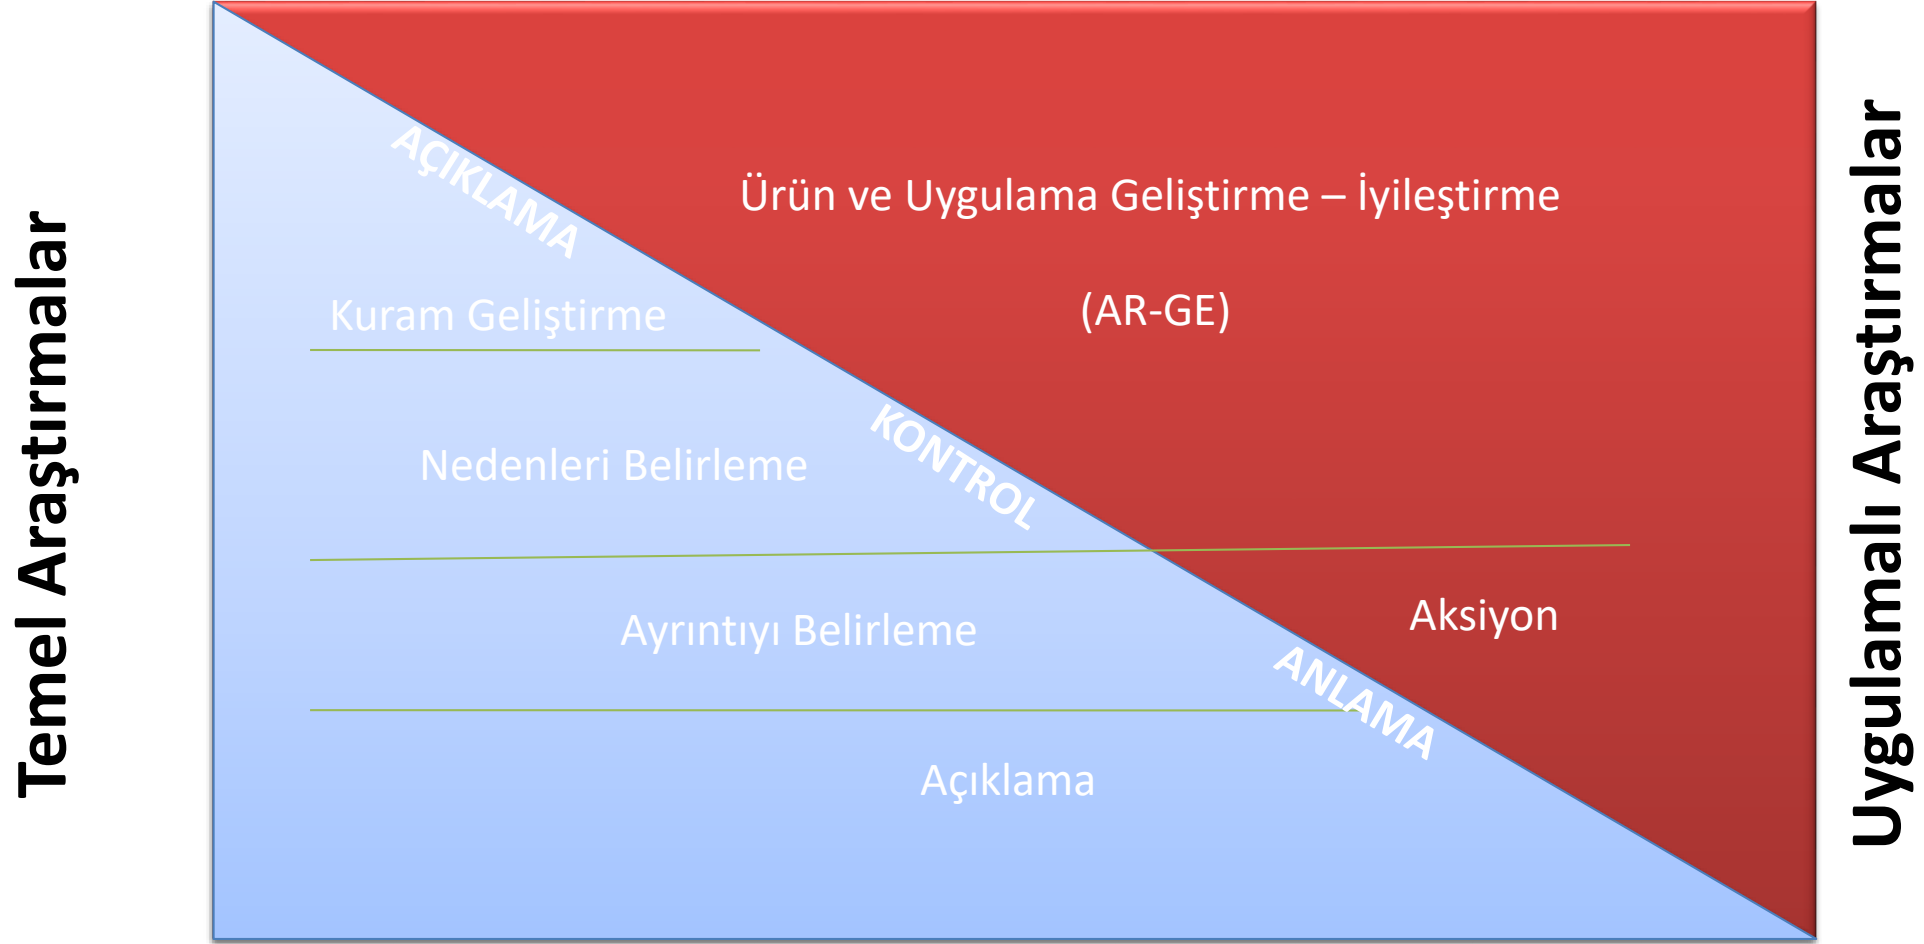 Temel Araştırmalar
AÇIKLAMA
Kuram Geliştirme
Nedenleri Belirleme
KONTROL
Ayrıntıyı Belirleme
ANLAMA
Açıklama
Ürün ve Uygulama Geliştirme – İyileştirme
(AR-GE)
Aksiyon
Uygulamalı Araştırmalar